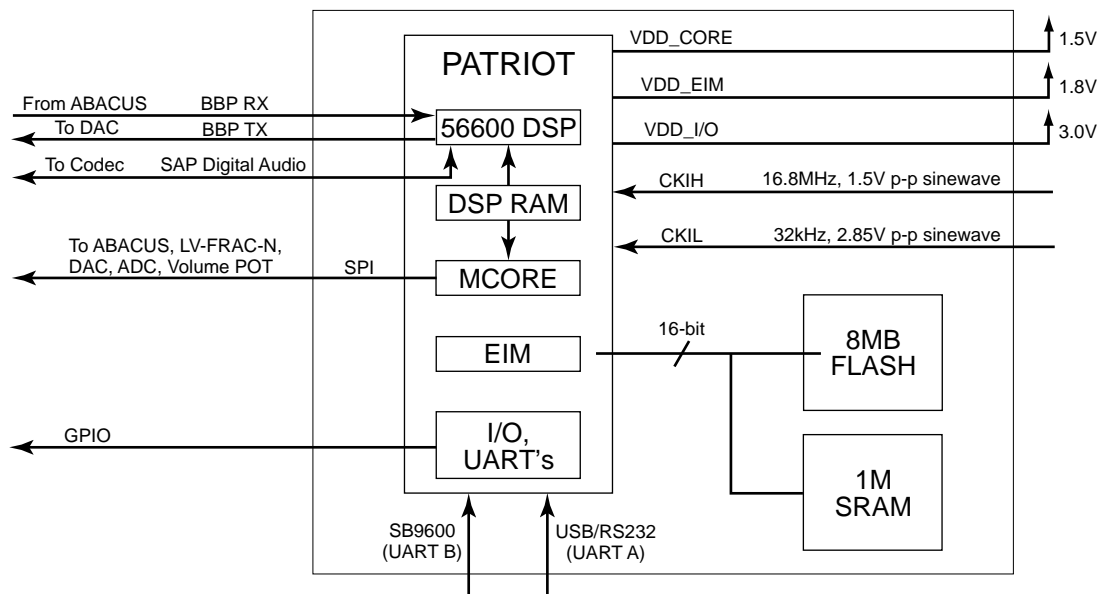 VDD_CORE
1.5V
PATRIOT
VDD_EIM
1.8V
From ABACUS BBP RX
56600 DSP
To DAC BBP TX
VDD_I/O
3.0V
To Codec SAP Digital Audio
CKIH 16.8MHz, 1.5V p-p sinewave
DSP RAM
CKIL 32kHz, 2.85V p-p sinewave
To ABACUS, LV-FRAC-N,
DAC, ADC, Volume POT
SPI
MCORE
16-bit
EIM
8MB
FLASH
GPIO
I/O,
UART's
1M
SRAM
SB9600
(UART B)
USB/RS232
(UART A)